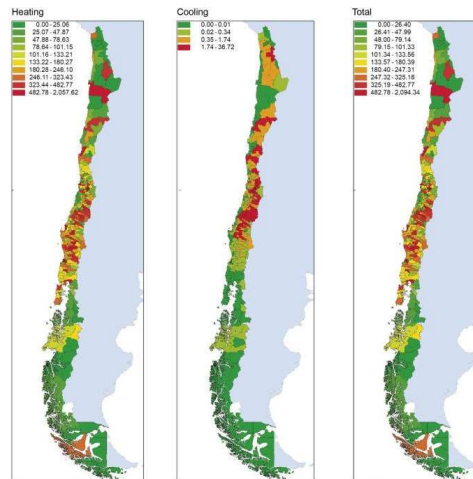 Heating
0.00 - 25.06
25.07 - 47.87
47.88 - 78.63
78.64 - 101.15
101.16 - 133.21
133.22 - 180.27
180.28 - 246.10
246.11 - 323.43
323.44 - 482.77
482.78 - 2,057.62
Cooling
0.00 - 0.01
0.02 - 0.34
0.35 - 1.74
1.74 - 36.72
Total
0.00 - 26.40
26.41 - 47.99
48.00 - 79.14
79.15 - 101.33
101.34 - 133.56
133.57 - 180.39
180.40 - 247.31
247.32 - 325.18
325.19 - 482.77
482.78 - 2,094.34